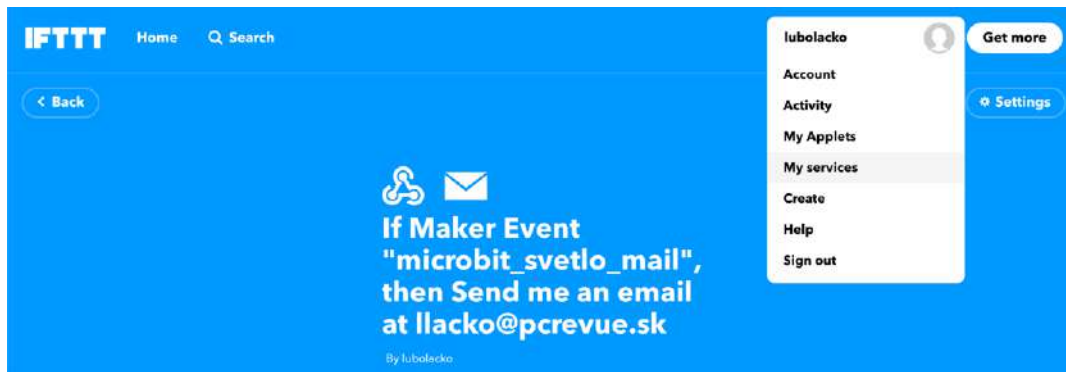 IFTTT Home Search
lubolacko
Get more
Account
Activity
My Applets
My services
Create
Help
Sign out
< Back
Settings
If Maker Event
"microbit_svetlo_mail",
then Send me an email
at llacko@pcrevue.sk
By lubolacko